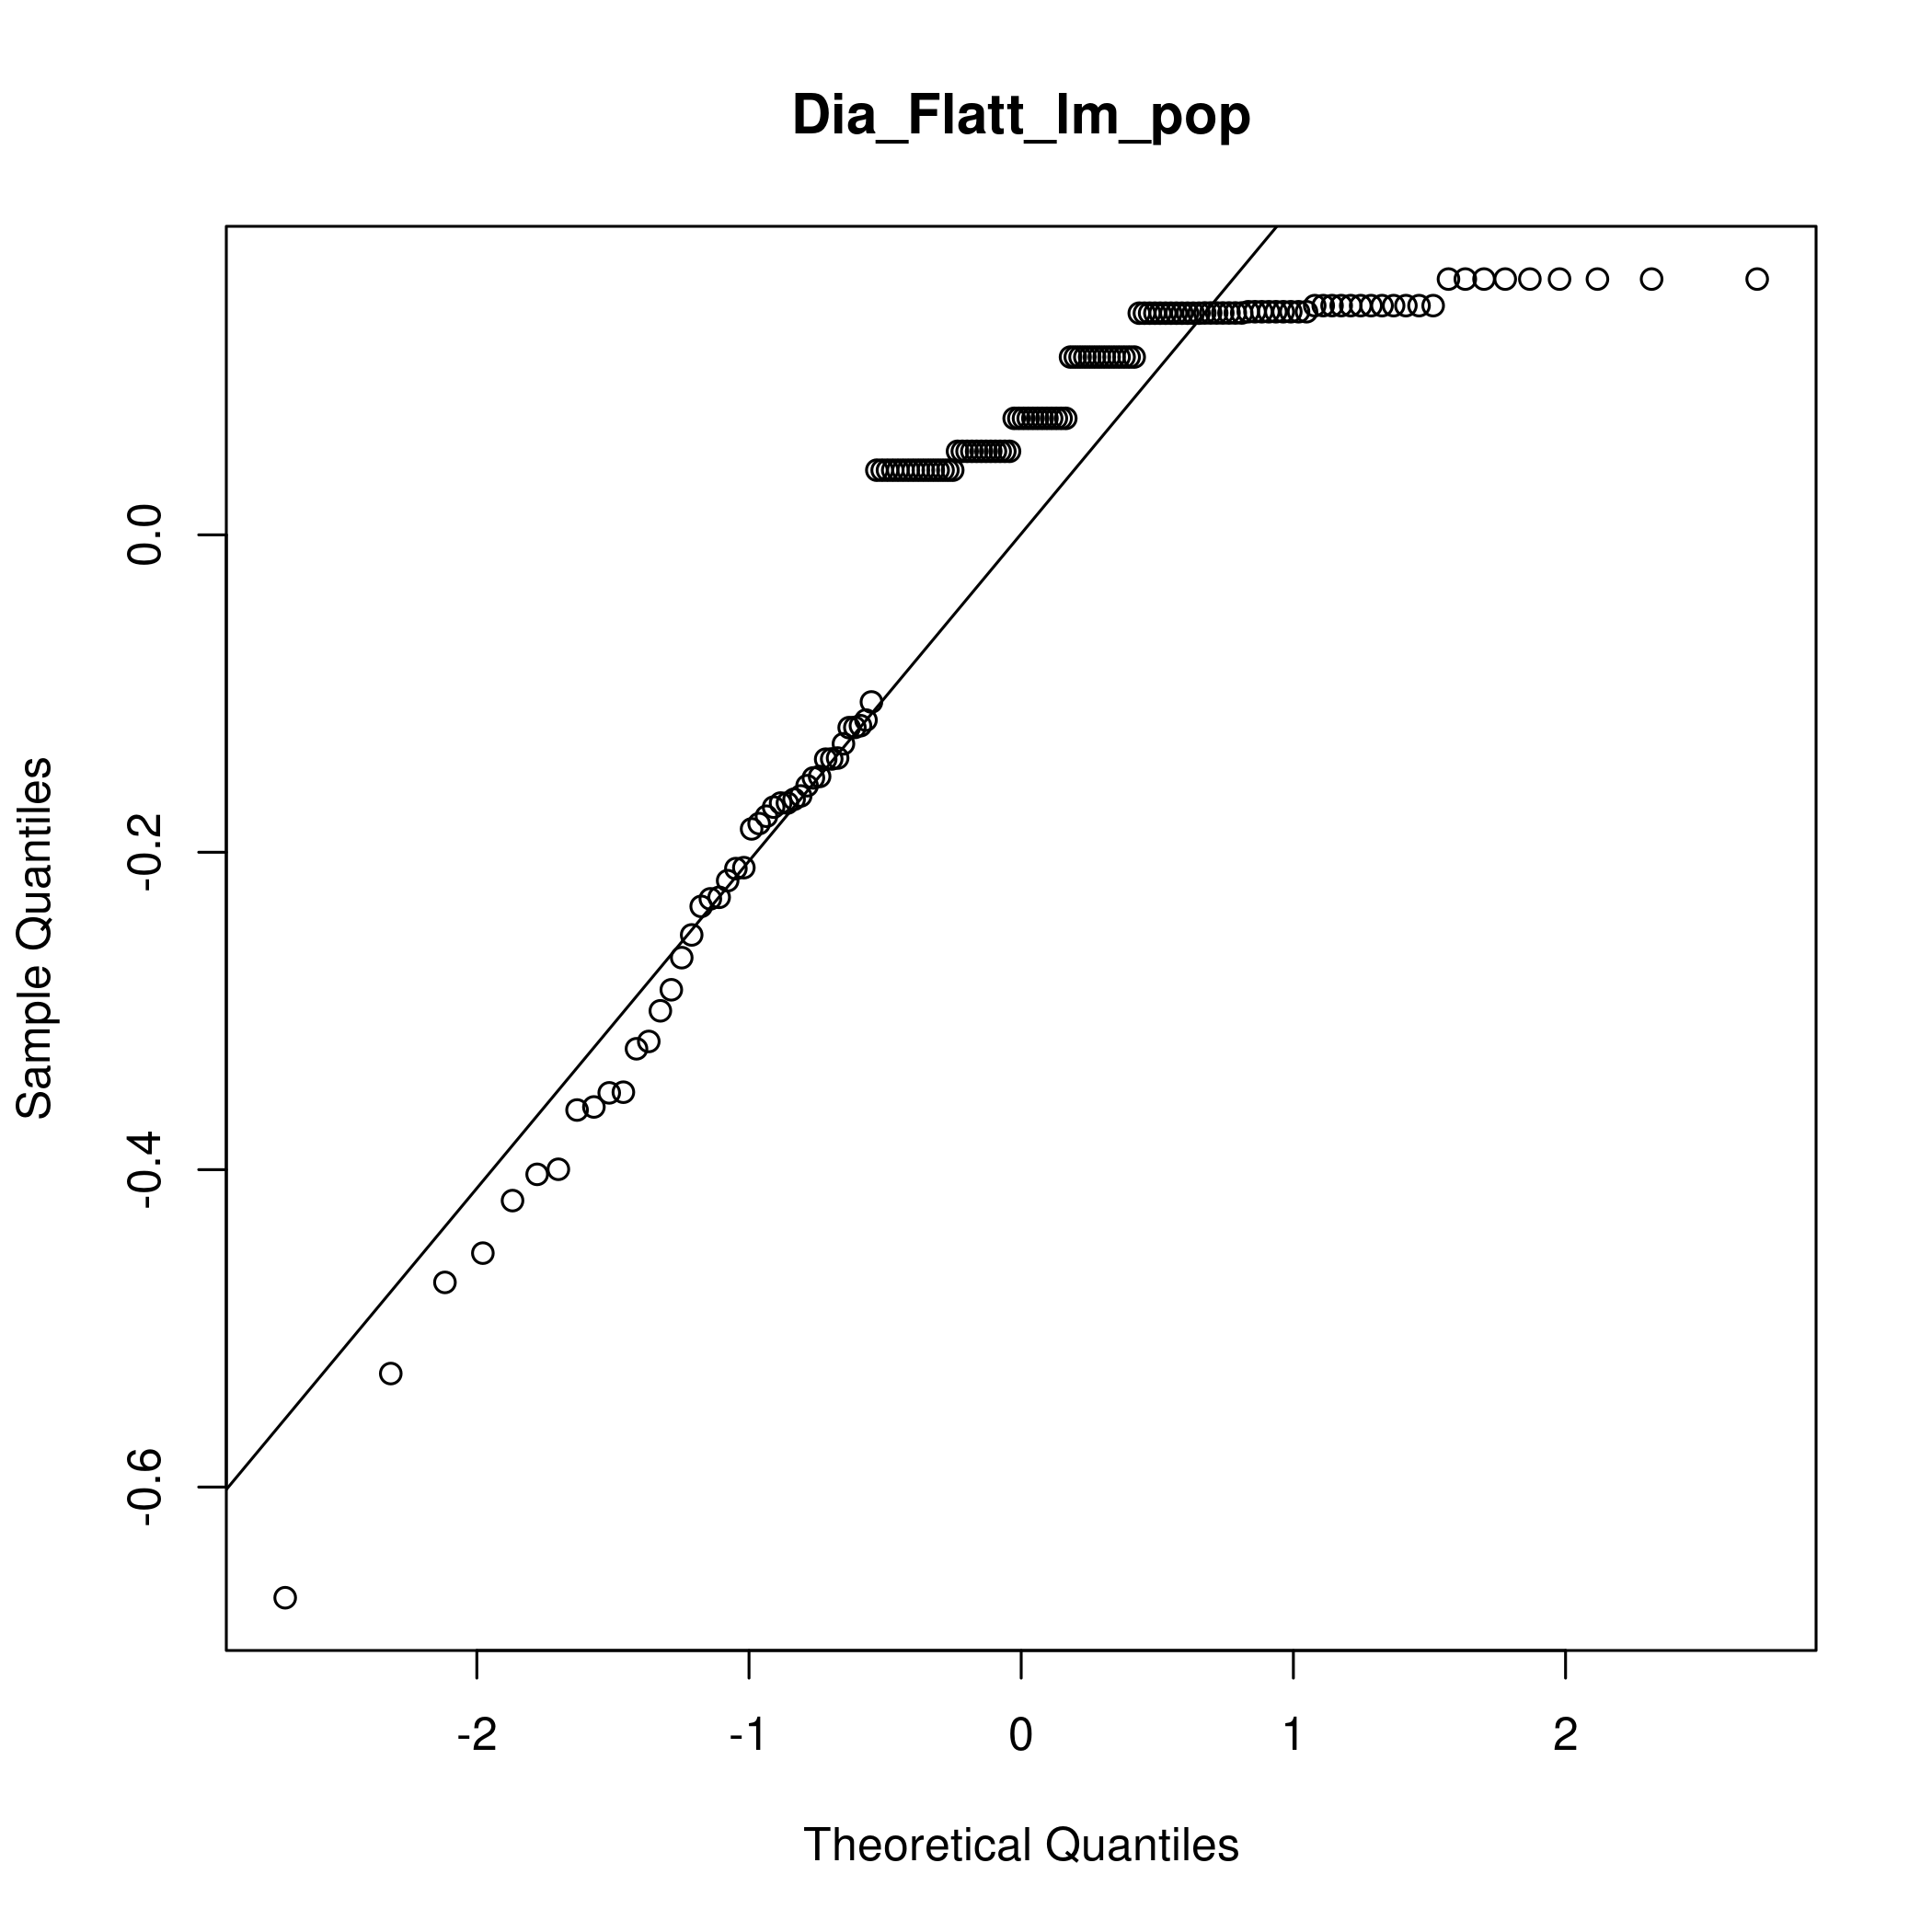 Dia_Flatt_lm_pop
Sample Quantiles
0.0
-0.2
-0.4
-0.6
-2 -1 0 1 2
Theoretical Quantiles